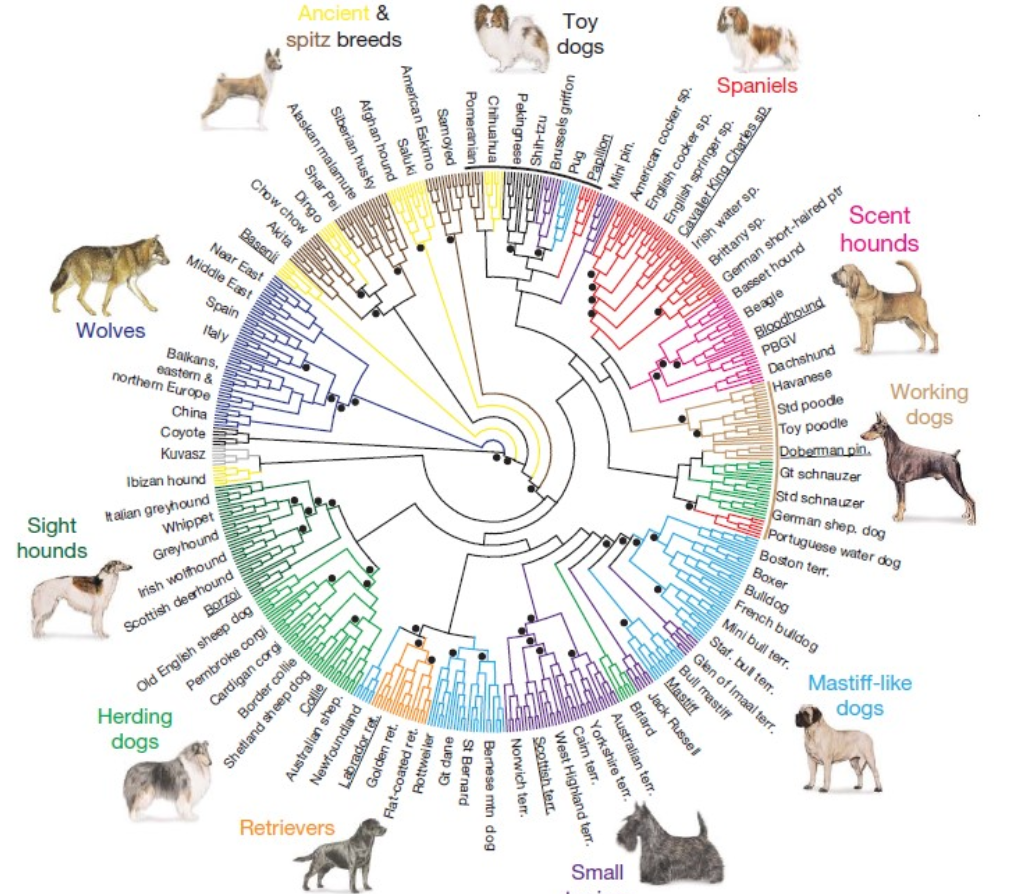 Ancient &
spitz breeds
Toy
dogs
Spaniels
Scent
hounds
Working
dogs
Mastiff-like
dogs
Small
Retrievers
Herding
dogs
Sight
hounds
Wolves
Basenji
Akita
Chow chow
Dingo
Shar Pei
Alaskan malamute
Siberian husky
Afghan hound
Saluki
American Eskimo
Samoyed
Pomeranian
Chihuahua
Pekingnese
Shih-tzu
Brussels griffon
Pug
Papillon
Mini pin.
American cocker sp.
English cocker sp.
English springer sp.
Cavalier King Charles sp.
Irish water sp.
Brittany sp.
German short-haired ptr
Basset hound
Beagle
Bloodhound
PBGV
Dachshund
Havanese
Std poodle
Toy poodle
Doberman pin.
Gt schnauzer
Std schnauzer
German shep. dog
Portuguese water dog
Boston terr.
Boxer
Bulldog
French bulldog
Mini bull terr.
Staf. bull terr.
Glen of Imaal terr.
Bull mastiff
Mastiff
Jack Russell
Briard
Australian terr.
Yorkshire terr.
Cairn terr.
West Highland terr.
Scottish terr.
Norwich terr.
Bernese mtn dog
St Bernard
Gt dane
Rottweiler
Flat-coated ret.
Golden ret.
Labrador ret.
Newfoundland
Australian shep.
Collie
Shetland sheep dog
Border collie
Cardigan corgi
Pembroke corgi
Old English sheep dog
Borzoi
Scottish deerhound
Irish wolfhound
Greyhound
Whippet
Italian greyhound
Ibizan hound
Kuvasz
Coyote
China
Balkans,
eastern &
northern Europe
Italy
Spain
Middle East
Near East